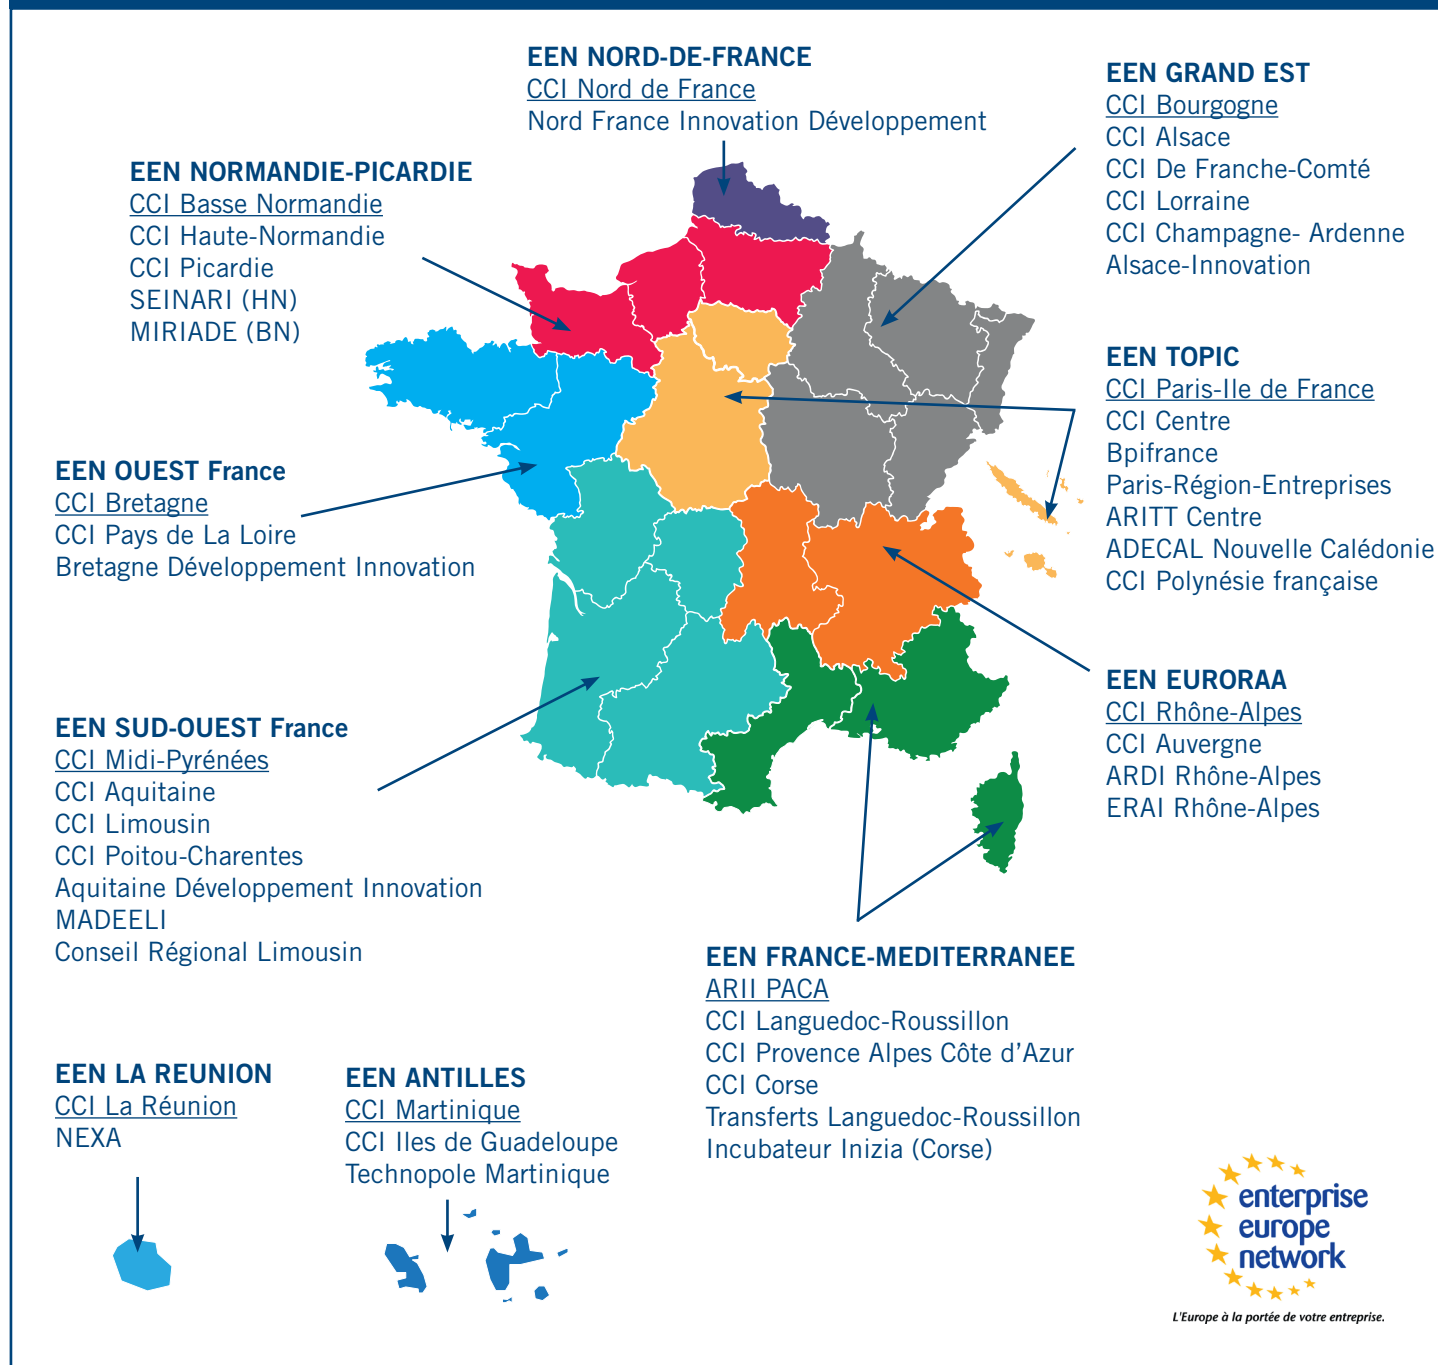 EEN NORD-DE-FRANCE
CCI Nord de France
Nord France Innovation Développement
EEN GRAND EST
CCI Bourgogne
CCI Alsace
CCI De Franche-Comté
CCI Lorraine
CCI Champagne- Ardenne
Alsace-Innovation
EEN NORMANDIE-PICARDIE
CCI Basse Normandie
CCI Haute-Normandie
CCI Picardie
SEINARI (HN)
MIRIADE (BN)
EEN TOPIC
CCI Paris-Ile de France
CCI Centre
Bpifrance
Paris-Région-Entreprises
ARITT Centre
ADECAL Nouvelle Calédonie
CCI Polynésie française
EEN OUEST France
CCI Bretagne
CCI Pays de La Loire
Bretagne Développement Innovation
EEN EURORAA
CCI Rhône-Alpes
CCI Auvergne
ARDI Rhône-Alpes
ERAI Rhône-Alpes
EEN SUD-OUEST France
CCI Midi-Pyrénées
CCI Aquitaine
CCI Limousin
CCI Poitou-Charentes
Aquitaine Développement Innovation
MADEELI
Conseil Régional Limousin
EEN FRANCE-MEDITERRANEE
ARII PACA
CCI Languedoc-Roussillon
CCI Provence Alpes Côte d'Azur
CCI Corse
Transferts Languedoc-Roussillon
Incubateur Inizia (Corse)
EEN LA REUNION
CCI La Réunion
NEXA
EEN ANTILLES
CCI Martinique
CCI Iles de Guadeloupe
Technopole Martinique
enterprise
europe
network
L'Europe à la portée de votre entreprise.